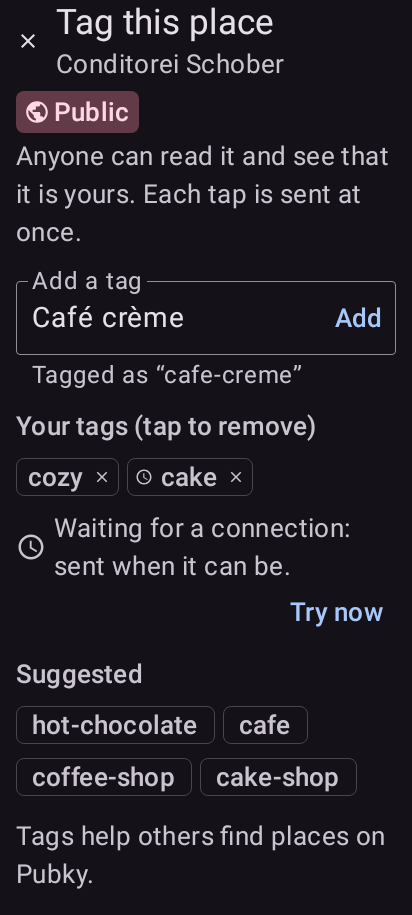 Tag this place
Conditorei Schober
Public
Anyone can read it and see that
it is yours. Each tap is sent at
once.
Add a tag
Café crème
Add
Tagged as “cafe-creme”
Your tags (tap to remove)
cozy ×
cake ×
Waiting for a connection:
sent when it can be.
Try now
Suggested
hot-chocolate
cafe
coffee-shop
cake-shop
Tags help others find places on
Pubky.